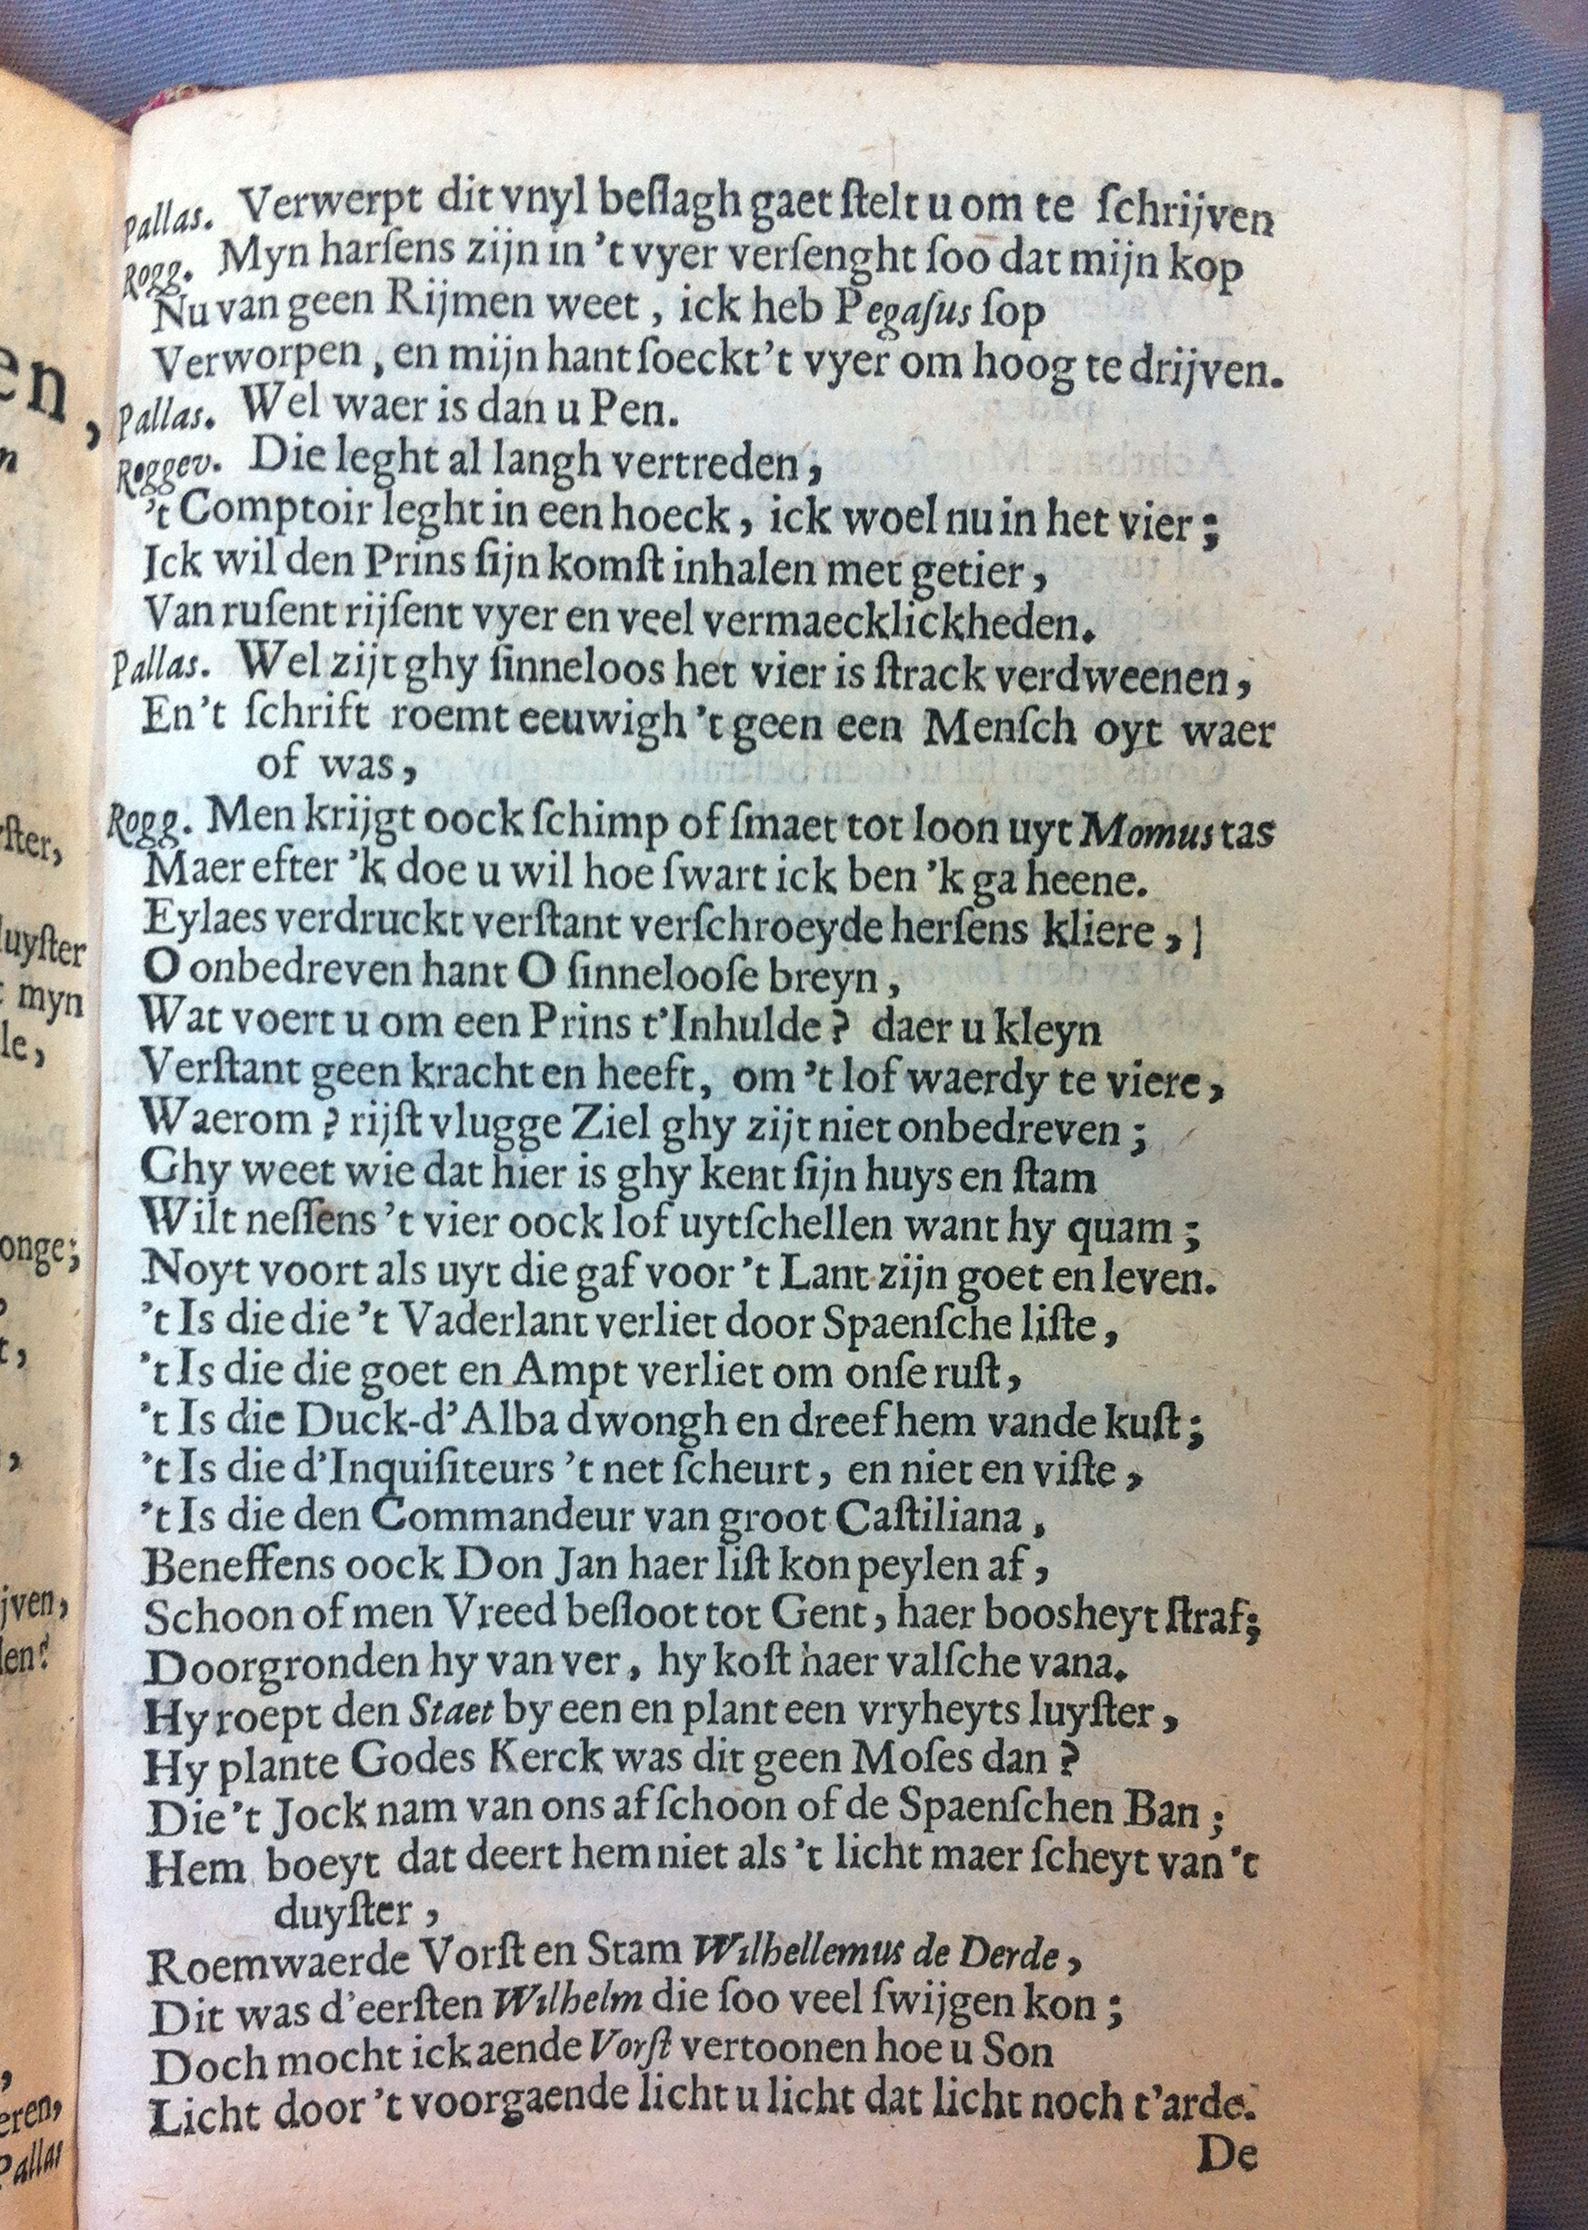 Pallas. Verwerpt dit vnyl beſlagh gaet ſtelt u om te ſchrijven
Rogg. Myn harſens zijn in 't vyer verſenght ſoo dat mijn kop
Nu van geen Rijmen weet, ick heb Pegaſus ſop
Verworpen, en mijn hant ſoeckt 't vyer om hoog te drijven.
Pallas. Wel waer is dan u Pen.
Roggev. Die leght al langh vertreden,
't Comptoir leght in een hoeck, ick woel nu in het vier;
Ick wil den Prins ſijn komſt inhalen met getier,
Van ruſent rijſent vyer en veel vermaecklickheden.
Pallas. Wel zijt ghy ſinneloos het vier is ſtrack verdweenen,
En 't ſchrift roemt eeuwigh 't geen een Menſch oyt waer
of was,
Rogg. Men krijgt oock ſchimp of ſmaet tot loon uyt Momus tas
Maer efter 'k doe u wil hoe ſwart ick ben 'k ga heene.
Eylaes verdruckt verſtant verſchroeyde herſens kliere,
O onbedreven hant O ſinnelooſe breyn,
Wat voert u om een Prins t'Inhulde? daer u kleyn
Verſtant geen kracht en heeft, om 't lof waerdy te viere,
Waerom? rijſt vlugge Ziel ghy zijt niet onbedreven;
Ghy weet wie dat hier is ghy kent ſijn huys en ſtam
Wilt neſſens 't vier oock lof uytſchellen want hy quam;
Noyt voort als uyt die gaf voor 't Lant zijn goet en leven.
't Is die die 't Vaderlant verliet door Spaenſche liſte,
't Is die die goet en Ampt verliet om onſe ruſt,
't Is die Duck-d'Alba dwongh en dreef hem vande kuſt;
't Is die d'Inquiſiteurs 't net ſcheurt, en niet en viſte,
't Is die den Commandeur van groot Caſtiliana,
Beneffens oock Don Jan haer liſt kon peylen af,
Schoon of men Vreed beſloot tot Gent, haer boosheyt ſtraf;
Doorgronden hy van ver, hy koſt haer valſche vana.
Hy roept den Staet by een en plant een vryheyts luyſter,
Hy plante Godes Kerck was dit geen Moſes dan?
Die 't Jock nam van ons af ſchoon of de Spaenſchen Ban;
Hem boeyt dat deert hem niet als 't licht maer ſcheyt van 't
duyſter,
Roemwaerde Vorſt en Stam Wilhellemus de Derde,
Dit was d'eerſten Wilhelm die ſoo veel ſwijgen kon;
Doch mocht ick aende Vorſt vertoonen hoe u Son
Licht door 't voorgaende licht u licht dat licht noch t'arde.
De